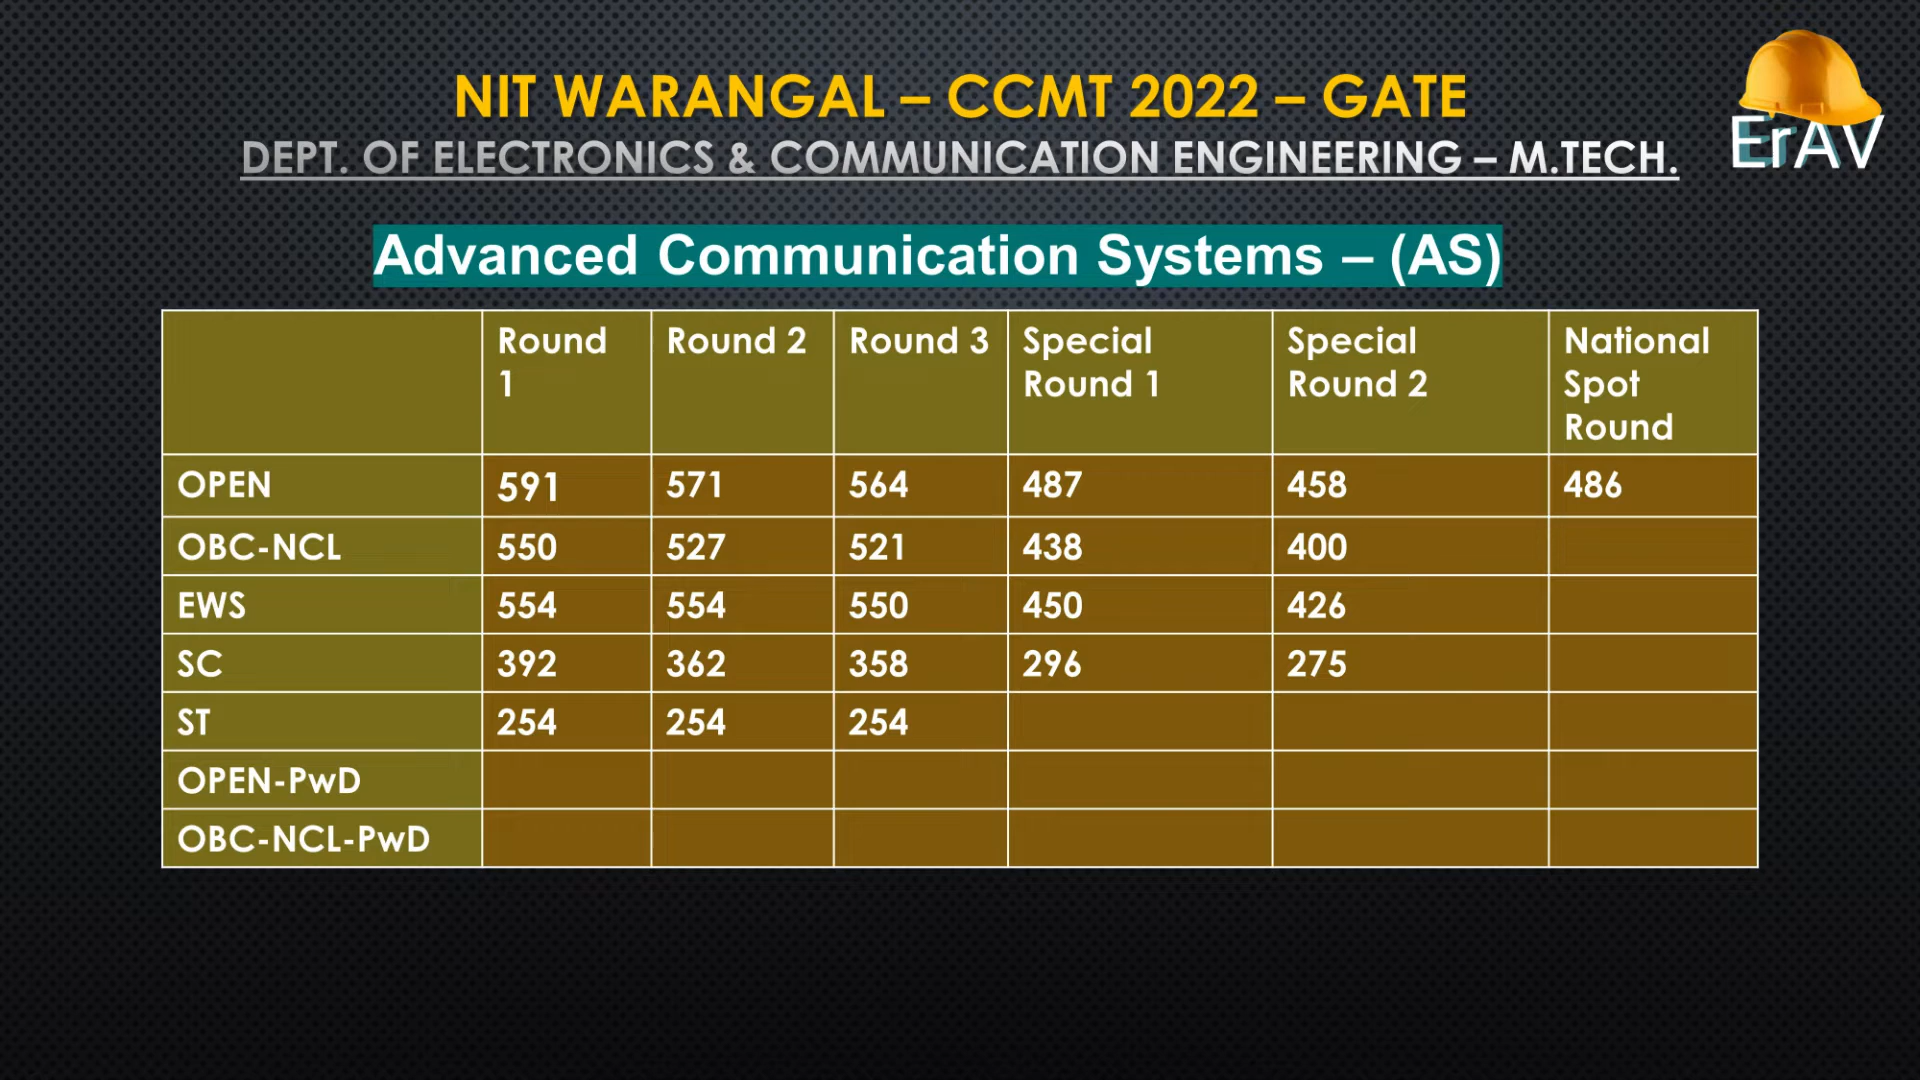 NIT WARANGAL – CCMT 2022 – GATE
DEPT. OF ELECTRONICS & COMMUNICATION ENGINEERING – M.TECH.
ErAV
Advanced Communication Systems – (AS)
Round 1 Round 2 Round 3 Special Round 1 Special Round 2 National Spot Round
OPEN 591 571 564 487 458 486
OBC-NCL 550 527 521 438 400
EWS 554 554 550 450 426
SC 392 362 358 296 275
ST 254 254 254
OPEN-PwD
OBC-NCL-PwD